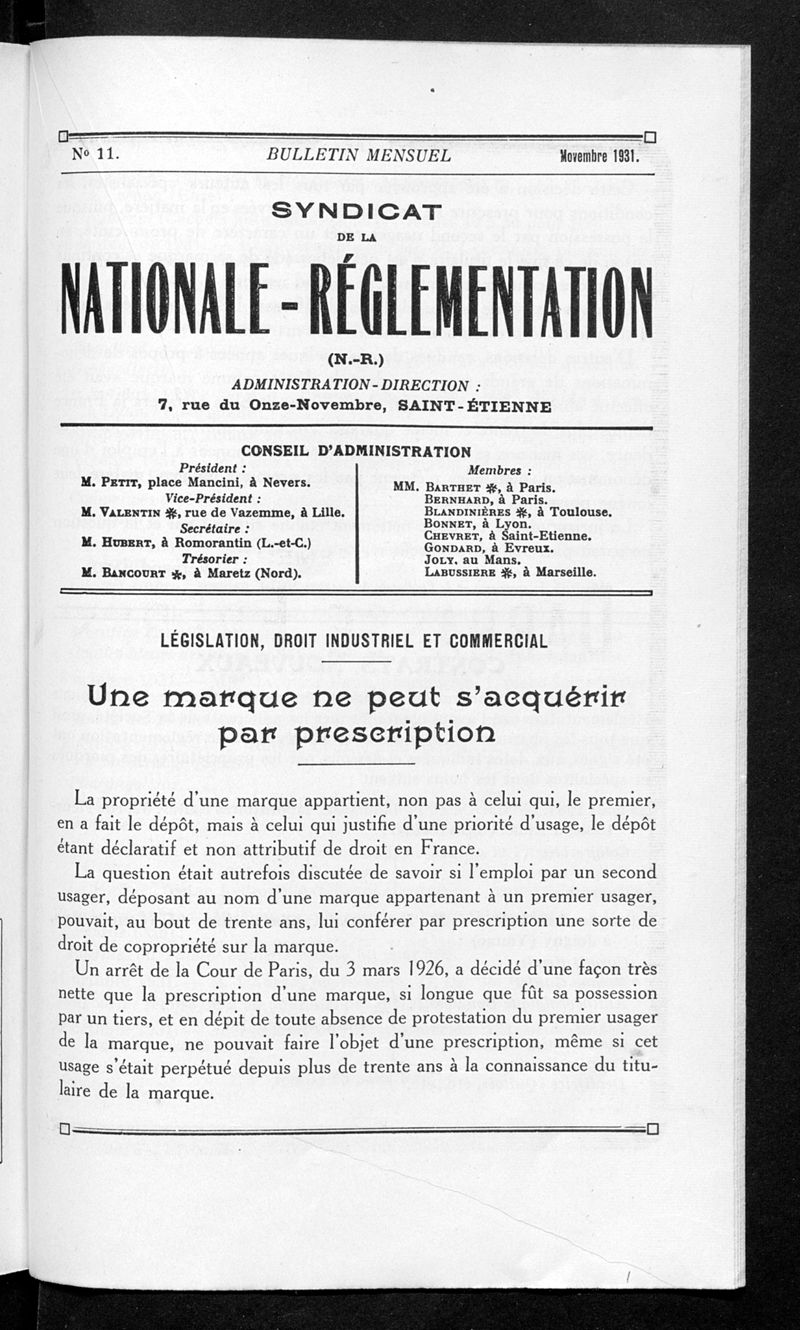 Nº 11.
BULLETIN MENSUEL
Novembre 1931.
SYNDICAT
DE LA
NATIONALE-RÉGLEMENTATION
(N.-R.)
ADMINISTRATION-DIRECTION :
7, rue du Onze-Novembre, SAINT-ÉTIENNE
CONSEIL D'ADMINISTRATION
Président :
M. PETIT, place Mancini, à Nevers.
Vice-Président :
M. VALENTIN ✻, rue de Vazemme, à Lille.
Secrétaire :
M. HUBERT, à Romorantin (L.-et-C.)
Trésorier :
M. BANCOURT ✻, à Maretz (Nord).
Membres :
MM. BARTHET ✻, à Paris.
BERNHARD, à Paris.
BLANDINIÈRES ✻, à Toulouse.
BONNET, à Lyon.
CHEVRET, à Saint-Etienne.
GONDARD, à Evreux.
JOLY, au Mans.
LABUSSIERE ✻, à Marseille.
LÉGISLATION, DROIT INDUSTRIEL ET COMMERCIAL
Une marque ne peut s'acquérir
par prescription
La propriété d'une marque appartient, non pas à celui qui, le premier,
en a fait le dépôt, mais à celui qui justifie d'une priorité d'usage, le dépôt
étant déclaratif et non attributif de droit en France.
La question était autrefois discutée de savoir si l'emploi par un second
usager, déposant au nom d'une marque appartenant à un premier usager,
pouvait, au bout de trente ans, lui conférer par prescription une sorte de
droit de copropriété sur la marque.
Un arrêt de la Cour de Paris, du 3 mars 1926, a décidé d'une façon très
nette que la prescription d'une marque, si longue que fût sa possession
par un tiers, et en dépit de toute absence de protestation du premier usager
de la marque, ne pouvait faire l'objet d'une prescription, même si cet
usage s'était perpétué depuis plus de trente ans à la connaissance du titu-
laire de la marque.